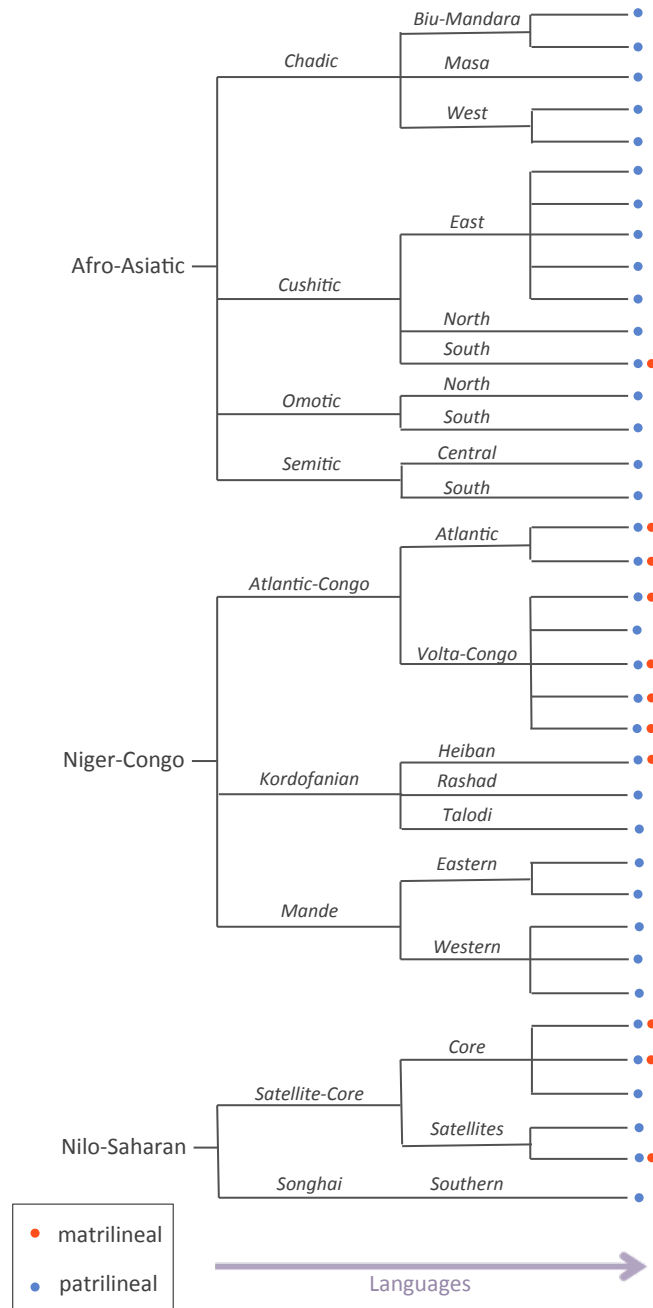 Biu-Mandara
Chadic
Masa
West
East
Afro-Asiatic
Cushitic
North
South
North
Omotic
South
Central
Semitic
South
Atlantic
Atlantic-Congo
Volta-Congo
Heiban
Niger-Congo
Kordofanian
Rashad
Talodi
Eastern
Mande
Western
Core
Satellite-Core
Satellites
Nilo-Saharan
Songhai Southern
matrilineal
patrilineal
Languages